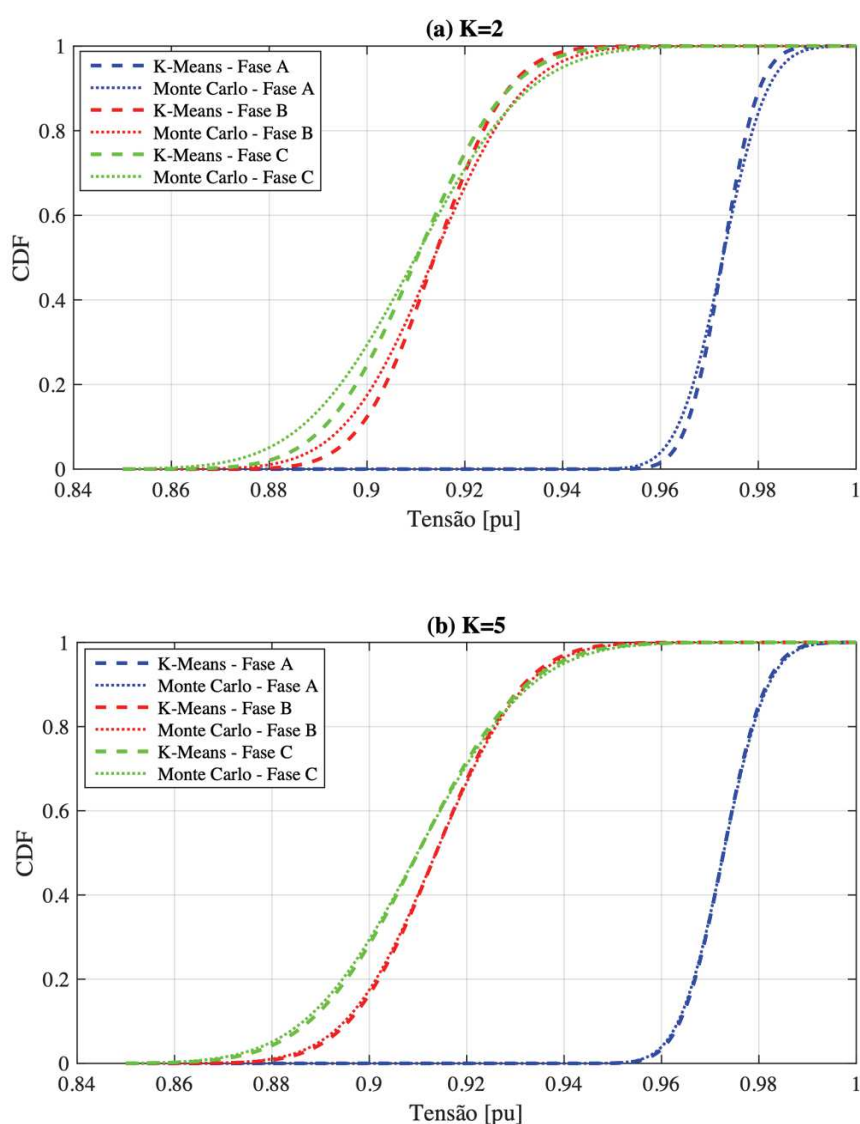 (a) K=2
1
K-Means - Fase A
Monte Carlo - Fase A
K-Means - Fase B
Monte Carlo - Fase B
K-Means - Fase C
Monte Carlo - Fase C
0.8
0.6
CDF
0.4
0.2
0
0.84 0.86 0.88 0.9 0.92 0.94 0.96 0.98 1
Tensão [pu]
(b) K=5
1
K-Means - Fase A
Monte Carlo - Fase A
K-Means - Fase B
Monte Carlo - Fase B
K-Means - Fase C
Monte Carlo - Fase C
0.8
0.6
CDF
0.4
0.2
0
0.84 0.86 0.88 0.9 0.92 0.94 0.96 0.98 1
Tensão [pu]